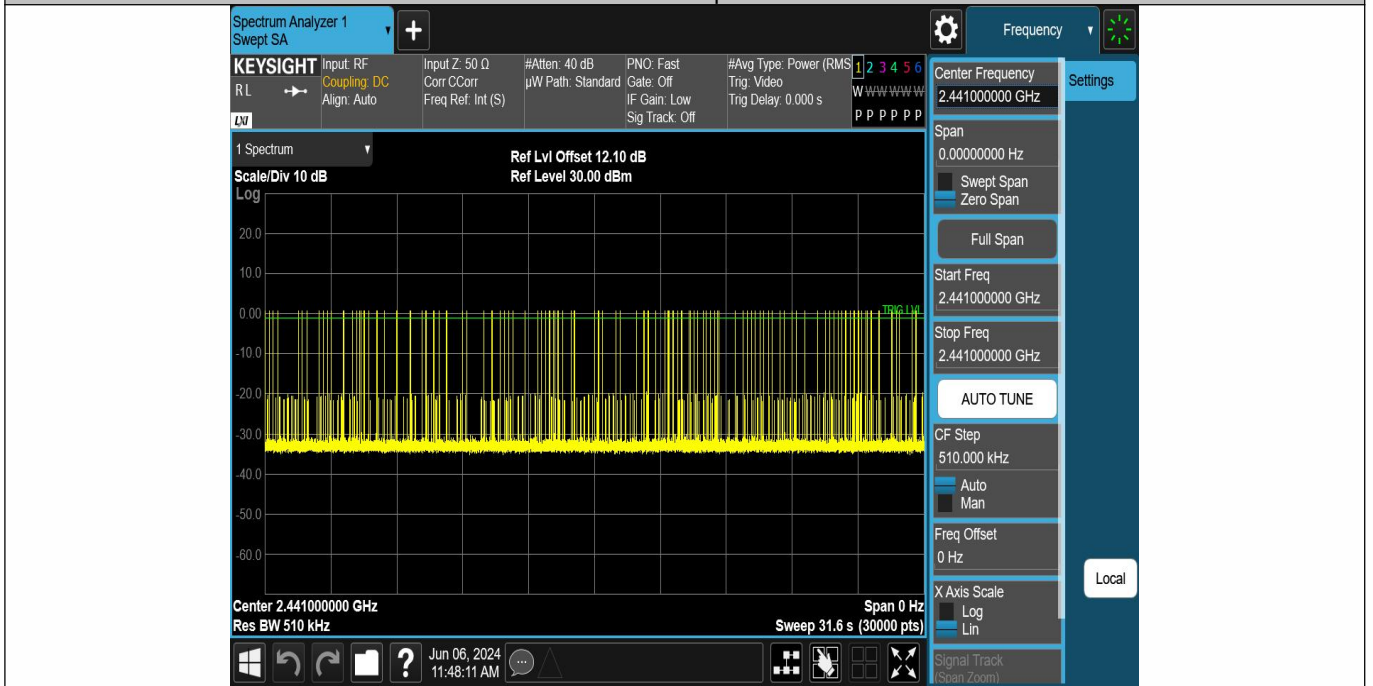 Spectrum Analyzer 1
Swept SA
+
Frequency
KEYSIGHT
RL
LXI
Input: RF
Coupling: DC
Align: Auto
Input Z: 50 Ω
Corr CCorr
Freq Ref: Int (S)
#Atten: 40 dB
µW Path: Standard
PNO: Fast
Gate: Off
IF Gain: Low
Sig Track: Off
#Avg Type: Power (RMS
Trig: Video
Trig Delay: 0.000 s
1 2 3 4 5 6
W W W W W W
P P P P P P
Center Frequency
2.441000000 GHz
Settings
Span
0.00000000 Hz
Swept Span
Zero Span
Full Span
Start Freq
2.441000000 GHz
Stop Freq
2.441000000 GHz
AUTO TUNE
CF Step
510.000 kHz
Auto
Man
Freq Offset
0 Hz
X Axis Scale
Log
Lin
Signal Track
(Span Zoom)
Local
1 Spectrum
Scale/Div 10 dB
Ref Lvl Offset 12.10 dB
Ref Level 30.00 dBm
Log
20.0
10.0
0.00
-10.0
-20.0
-30.0
-40.0
-50.0
-60.0
TRIG LVL
Center 2.441000000 GHz
Span 0 Hz
Res BW 510 kHz
Sweep 31.6 s (30000 pts)
?
Jun 06, 2024
11:48:11 AM